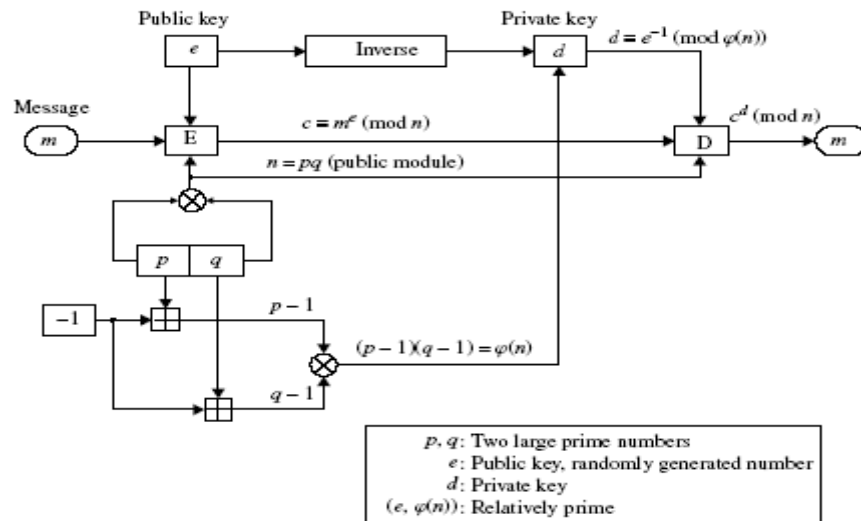 Public key
Private key
e
Inverse
d
d = e⁻¹ (mod φ(n))
Message
m
E
c = mᵉ (mod n)
D
cᵈ (mod n)
m
n = pq (public module)
p
q
−1
p − 1
(p − 1)(q − 1) = φ(n)
q − 1
p, q: Two large prime numbers
e: Public key, randomly generated number
d: Private key
(e, φ(n)): Relatively prime